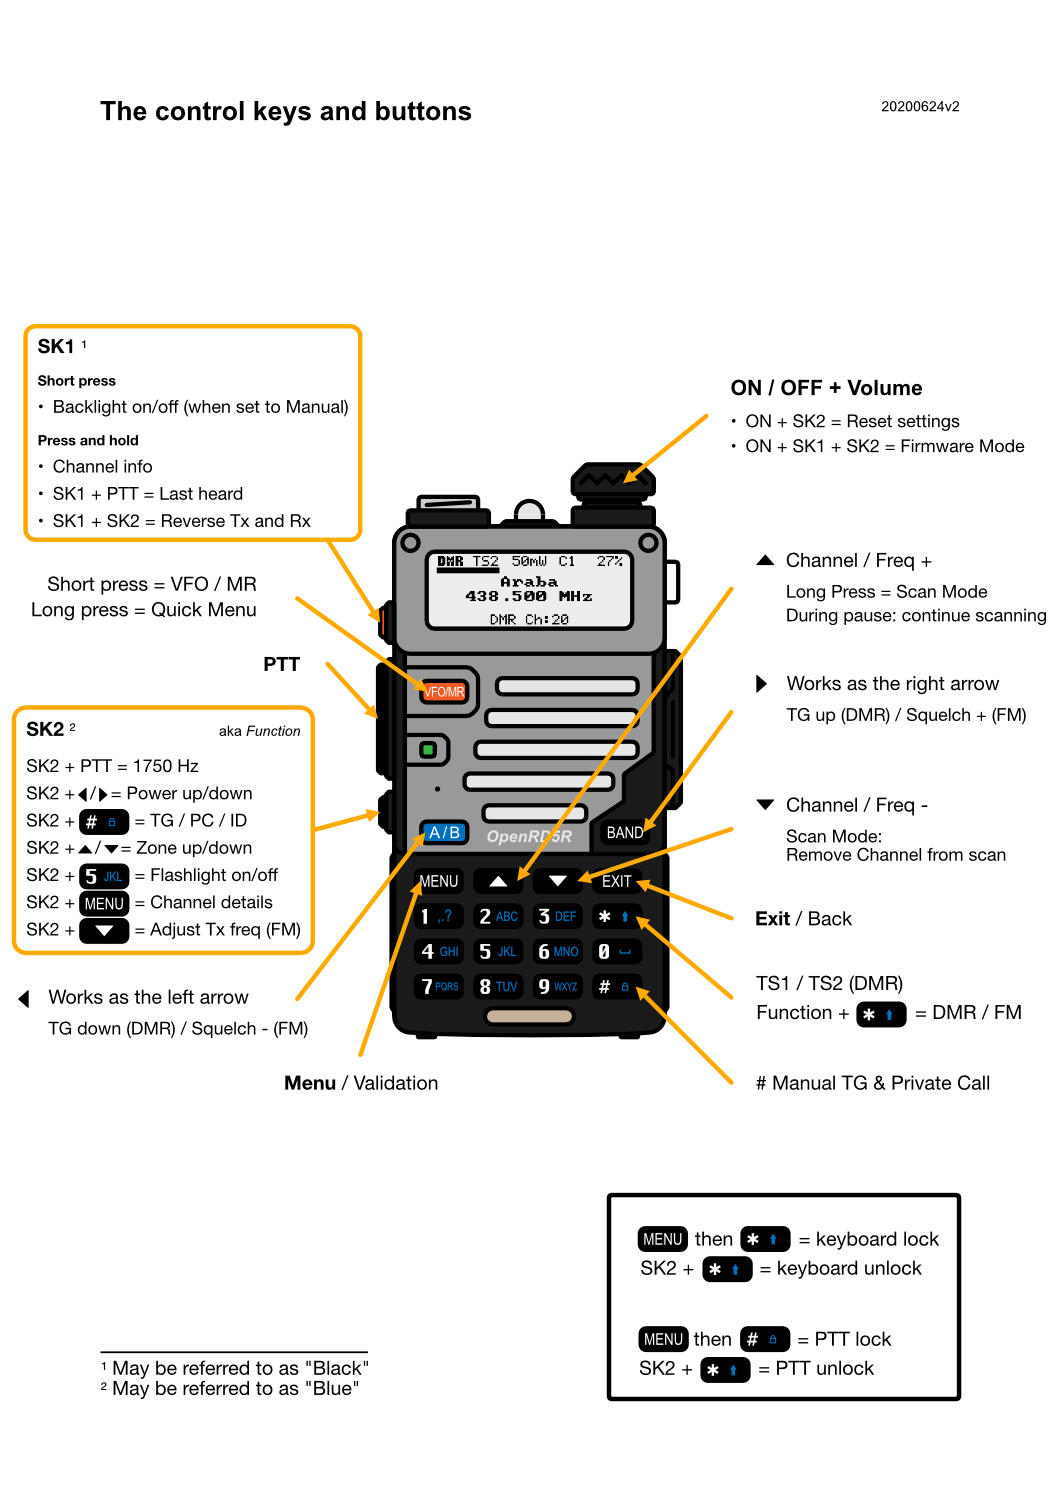 The control keys and buttons
20200624v2
SK1 ¹
Short press
• Backlight on/off (when set to Manual)
Press and hold
• Channel info
• SK1 + PTT = Last heard
• SK1 + SK2 = Reverse Tx and Rx
ON / OFF + Volume
• ON + SK2 = Reset settings
• ON + SK1 + SK2 = Firmware Mode
Short press = VFO / MR
Long press = Quick Menu
PTT
SK2 ² aka Function
SK2 + PTT = 1750 Hz
SK2 + ◀ / ▶ = Power up/down
SK2 + # = TG / PC / ID
SK2 + ▲ / ▼ = Zone up/down
SK2 + 5 JKL = Flashlight on/off
SK2 + MENU = Channel details
SK2 + ▼ = Adjust Tx freq (FM)
◀ Works as the left arrow
TG down (DMR) / Squelch - (FM)
Menu / Validation
DMR TS2 50mW C1 27%
Araba
438.500 MHz
DMR Ch:20
VFO/MR
A/B
OpenRD5R
BAND
MENU ▲ ▼ EXIT
1 ,.? 2 ABC 3 DEF * ⬆
4 GHI 5 JKL 6 MNO 0 ⌴
7 PQRS 8 TUV 9 WXYZ #
▲ Channel / Freq +
Long Press = Scan Mode
During pause: continue scanning
▶ Works as the right arrow
TG up (DMR) / Squelch + (FM)
▼ Channel / Freq -
Scan Mode:
Remove Channel from scan
Exit / Back
TS1 / TS2 (DMR)
Function + * ⬆ = DMR / FM
# Manual TG & Private Call
MENU then * ⬆ = keyboard lock
SK2 + * ⬆ = keyboard unlock
MENU then # = PTT lock
SK2 + * ⬆ = PTT unlock
¹ May be referred to as "Black"
² May be referred to as "Blue"